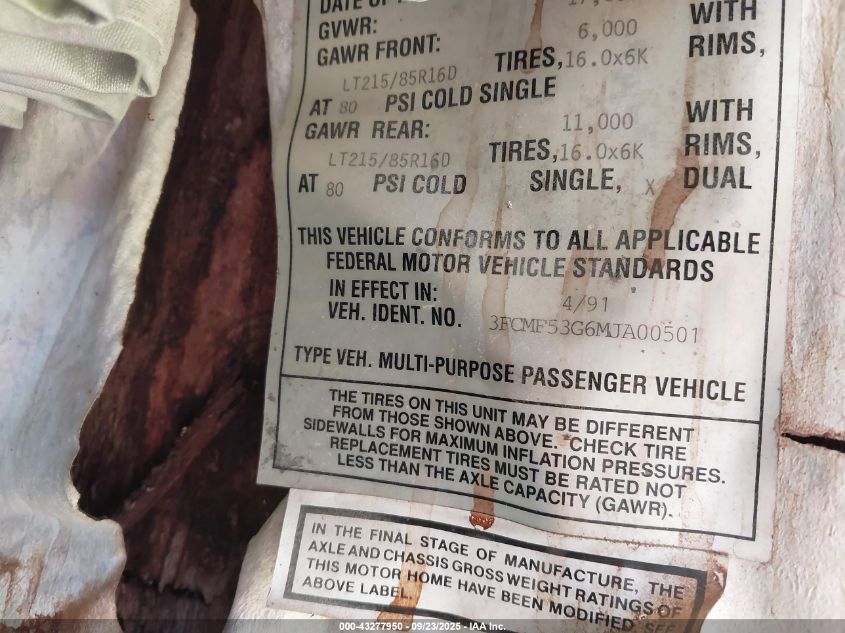 DATE OF
GVWR: 17,
GAWR FRONT: 6,000 WITH
LT215/85R16D TIRES, 16.0x6K RIMS,
AT 80 PSI COLD SINGLE
GAWR REAR: 11,000 WITH
LT215/85R16D TIRES, 16.0x6K RIMS,
AT 80 PSI COLD SINGLE, X DUAL
THIS VEHICLE CONFORMS TO ALL APPLICABLE
FEDERAL MOTOR VEHICLE STANDARDS
IN EFFECT IN: 4/91
VEH. IDENT. NO. 3FCMF53G6MJA00501
TYPE VEH. MULTI-PURPOSE PASSENGER VEHICLE
THE TIRES ON THIS UNIT MAY BE DIFFERENT
FROM THOSE SHOWN ABOVE. CHECK TIRE
SIDEWALLS FOR MAXIMUM INFLATION PRESSURES.
REPLACEMENT TIRES MUST BE RATED NOT
LESS THAN THE AXLE CAPACITY (GAWR).
IN THE FINAL STAGE OF MANUFACTURE, THE
AXLE AND CHASSIS GROSS WEIGHT RATINGS OF
THIS MOTOR HOME HAVE BEEN MODIFIED. SEE
ABOVE LABEL.
000-43277950 - 09/23/2025 - IAA Inc.